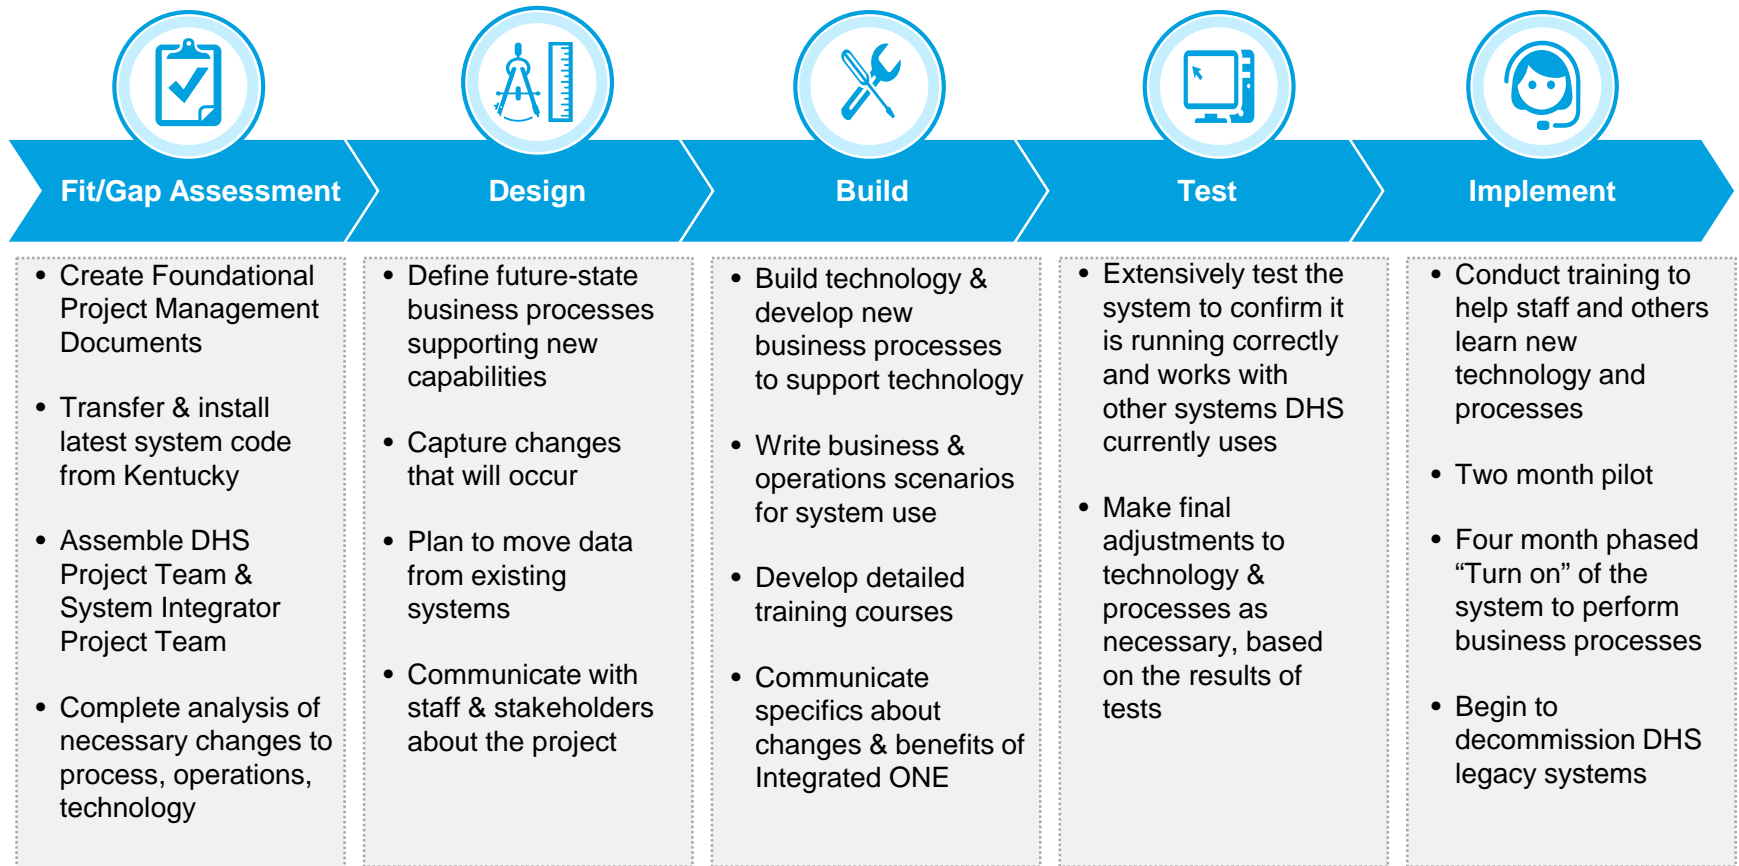 Fit/Gap Assessment
Design
Build
Test
Implement
• Create Foundational
Project Management
Documents
• Transfer & install
latest system code
from Kentucky
• Assemble DHS
Project Team &
System Integrator
Project Team
• Complete analysis of
necessary changes to
process, operations,
technology
• Define future-state
business processes
supporting new
capabilities
• Capture changes
that will occur
• Plan to move data
from existing
systems
• Communicate with
staff & stakeholders
about the project
• Build technology &
develop new
business processes
to support technology
• Write business &
operations scenarios
for system use
• Develop detailed
training courses
• Communicate
specifics about
changes & benefits of
Integrated ONE
• Extensively test the
system to confirm it
is running correctly
and works with
other systems DHS
currently uses
• Make final
adjustments to
technology &
processes as
necessary, based
on the results of
tests
• Conduct training to
help staff and others
learn new
technology and
processes
• Two month pilot
• Four month phased
“Turn on” of the
system to perform
business processes
• Begin to
decommission DHS
legacy systems